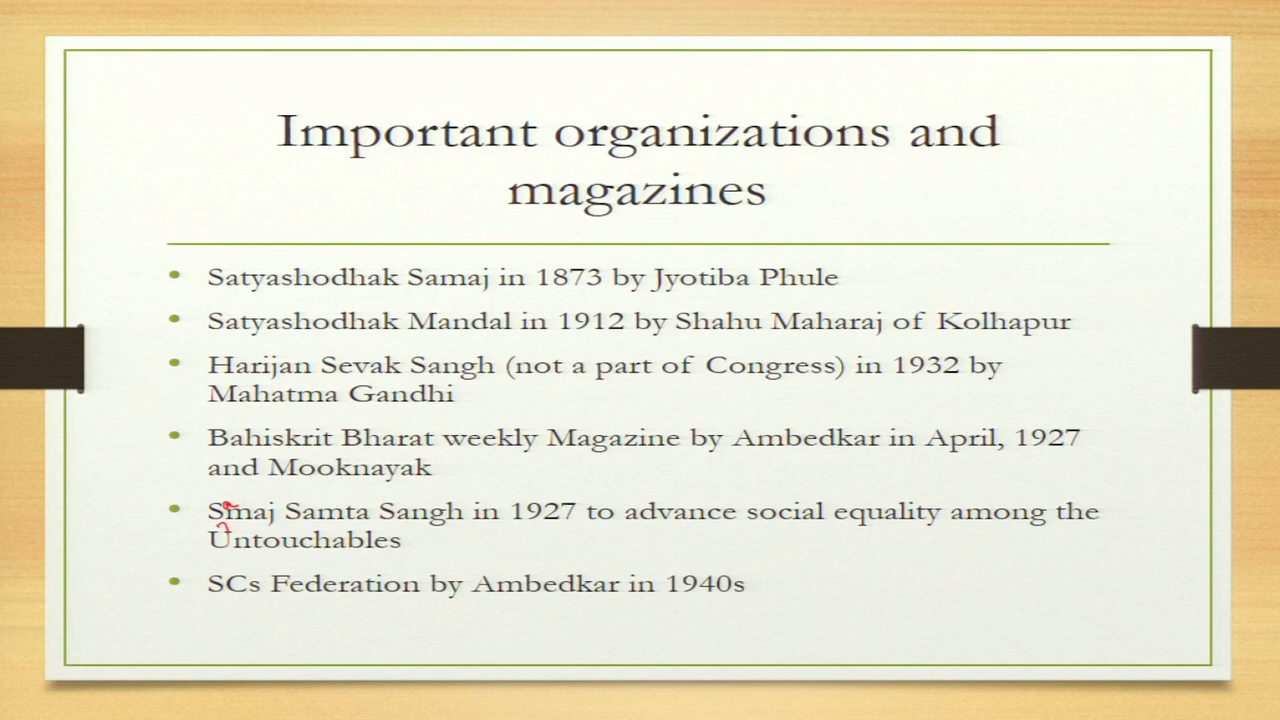 Important organizations and
magazines
• Satyashodhak Samaj in 1873 by Jyotiba Phule
• Satyashodhak Mandal in 1912 by Shahu Maharaj of Kolhapur
• Harijan Sevak Sangh (not a part of Congress) in 1932 by
Mahatma Gandhi
• Bahiskrit Bharat weekly Magazine by Ambedkar in April, 1927
and Mooknayak
• Smaj Samta Sangh in 1927 to advance social equality among the
Untouchables
• SCs Federation by Ambedkar in 1940s